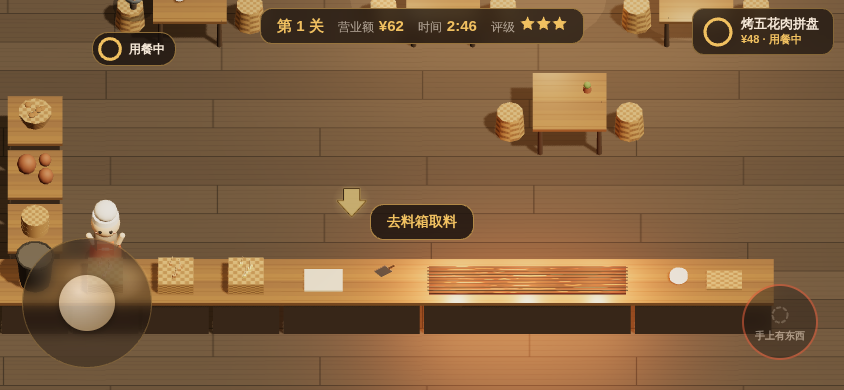 第 1 关 营业额 ¥62 时间 2:46 评级
用餐中
烤五花肉拼盘
¥48 · 用餐中
去料箱取料
手上有东西